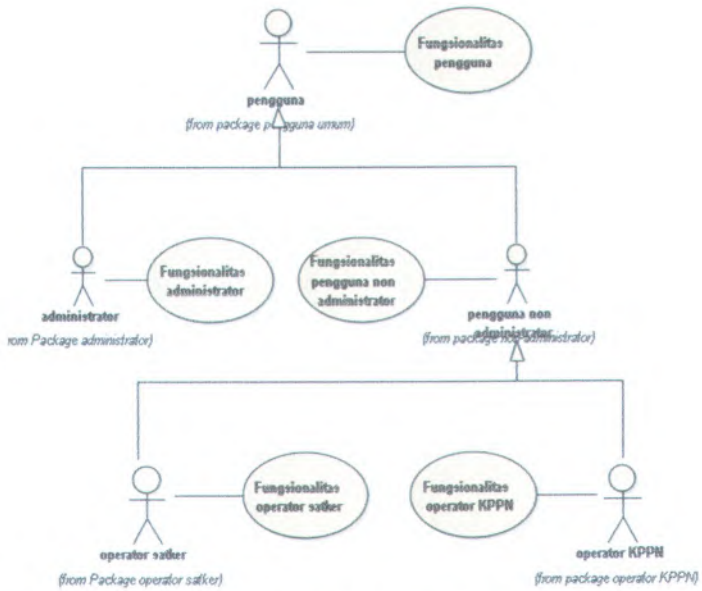 Fungsionalitas
pengguna
pengguna
(from package pengguna umum)
Fungsionalitas
administrator
Fungsionalitas
pengguna non
administrator
administrator
rom Package administrator)
pengguna non
administrator
(from package non administrator)
Fungsionalitas
operator satker
Fungsionalitas
operator KPPN
operator satker
(from Package operator satker)
operator KPPN
(from package operator KPPN)